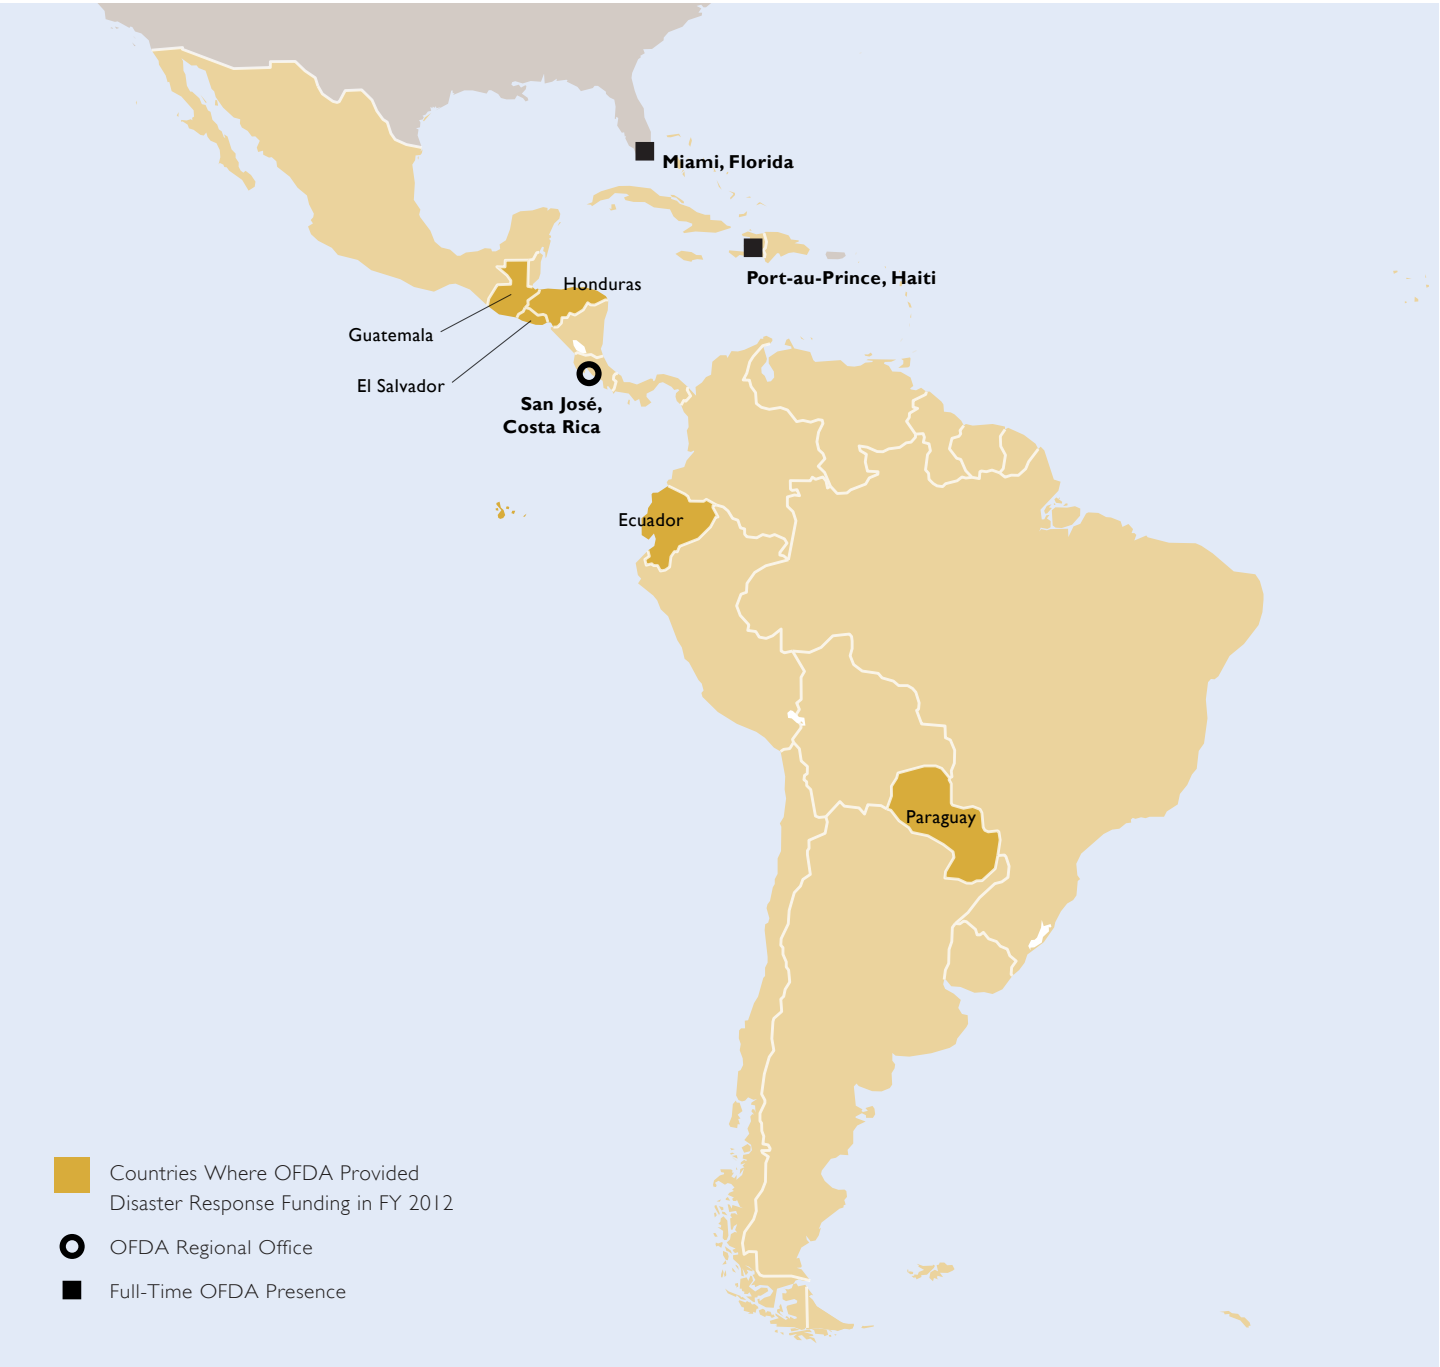 Miami, Florida
Port-au-Prince, Haiti
Honduras
Guatemala
El Salvador
San José,
Costa Rica
Ecuador
Paraguay
Countries Where OFDA Provided
Disaster Response Funding in FY 2012
OFDA Regional Office
Full-Time OFDA Presence